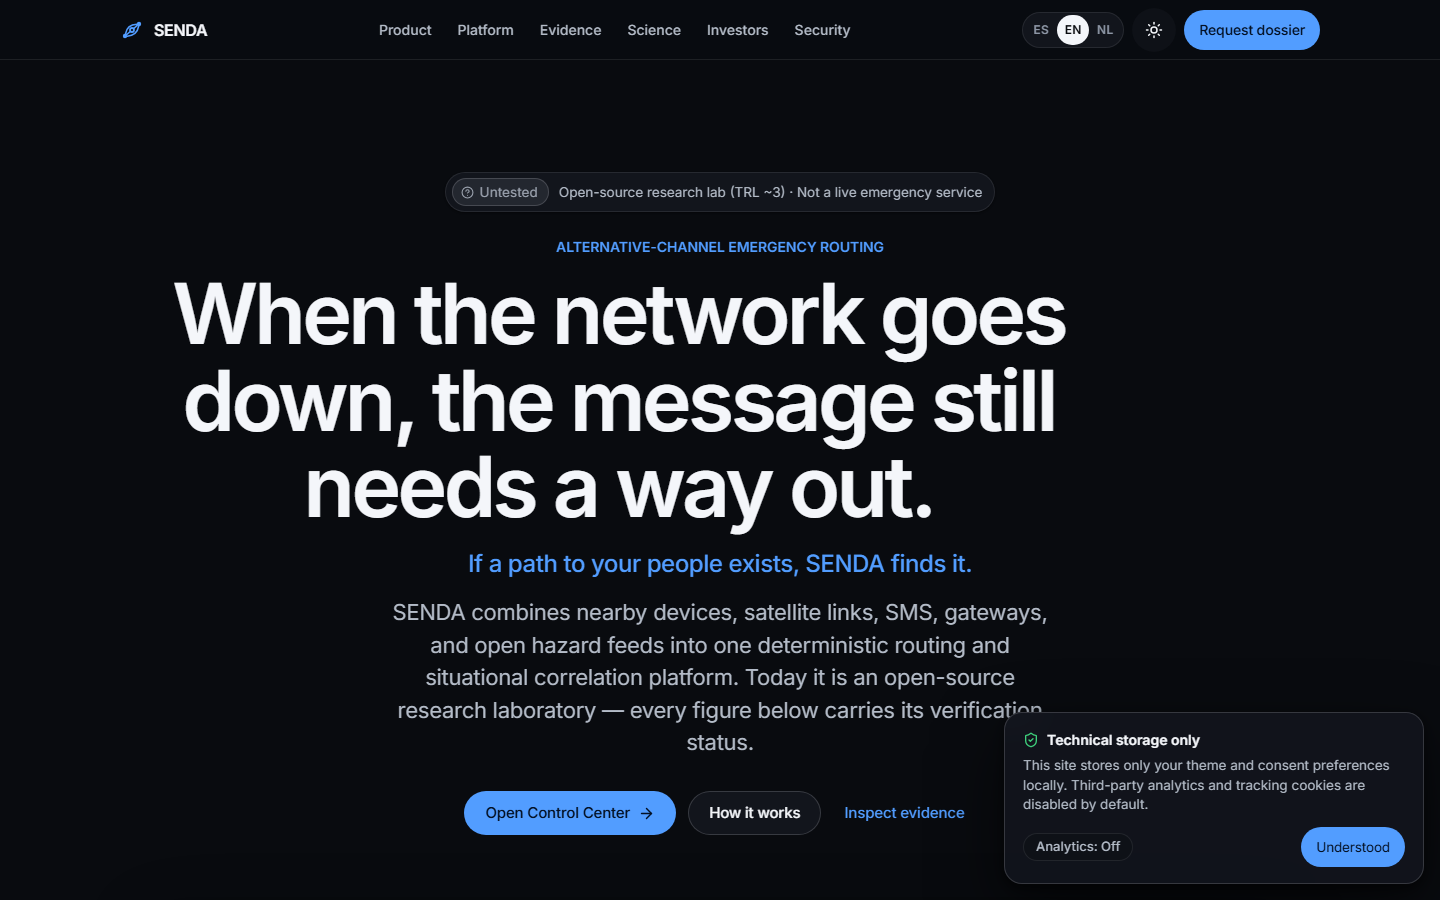 SENDA
Product Platform Evidence Science Investors Security
ES EN NL
Request dossier
Untested Open-source research lab (TRL ~3) · Not a live emergency service
ALTERNATIVE-CHANNEL EMERGENCY ROUTING
When the network goes
down, the message still
needs a way out.
If a path to your people exists, SENDA finds it.
SENDA combines nearby devices, satellite links, SMS, gateways,
and open hazard feeds into one deterministic routing and
situational correlation platform. Today it is an open-source
research laboratory — every figure below carries its verification
status.
Open Control Center
How it works
Inspect evidence
Technical storage only
This site stores only your theme and consent preferences
locally. Third-party analytics and tracking cookies are
disabled by default.
Analytics: Off
Understood